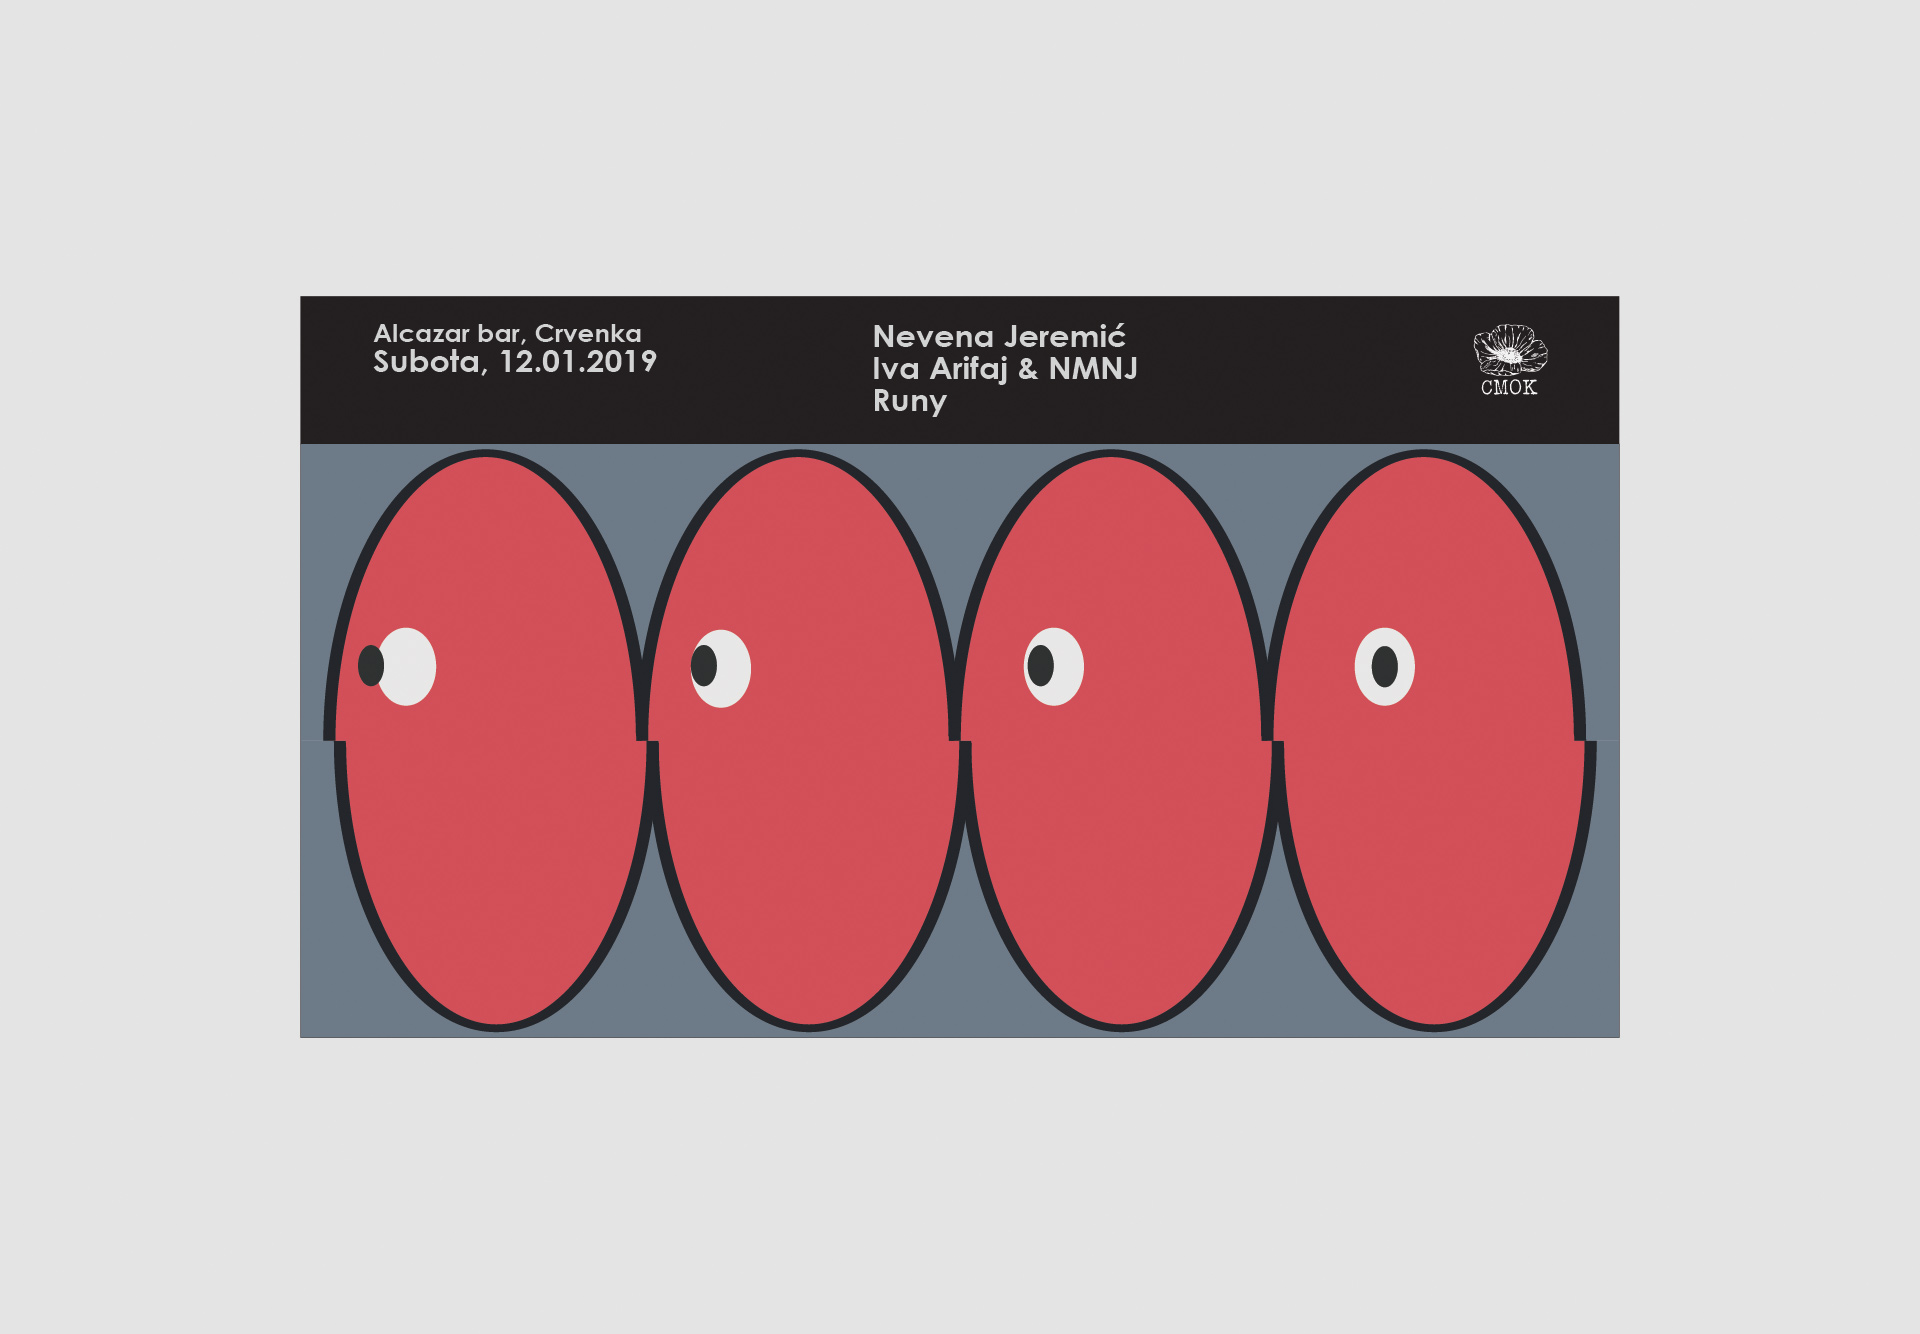 Alcazar bar, Crvenka
Subota, 12.01.2019
Nevena Jeremić
Iva Arifaj & NMNJ
Runy
CMOK